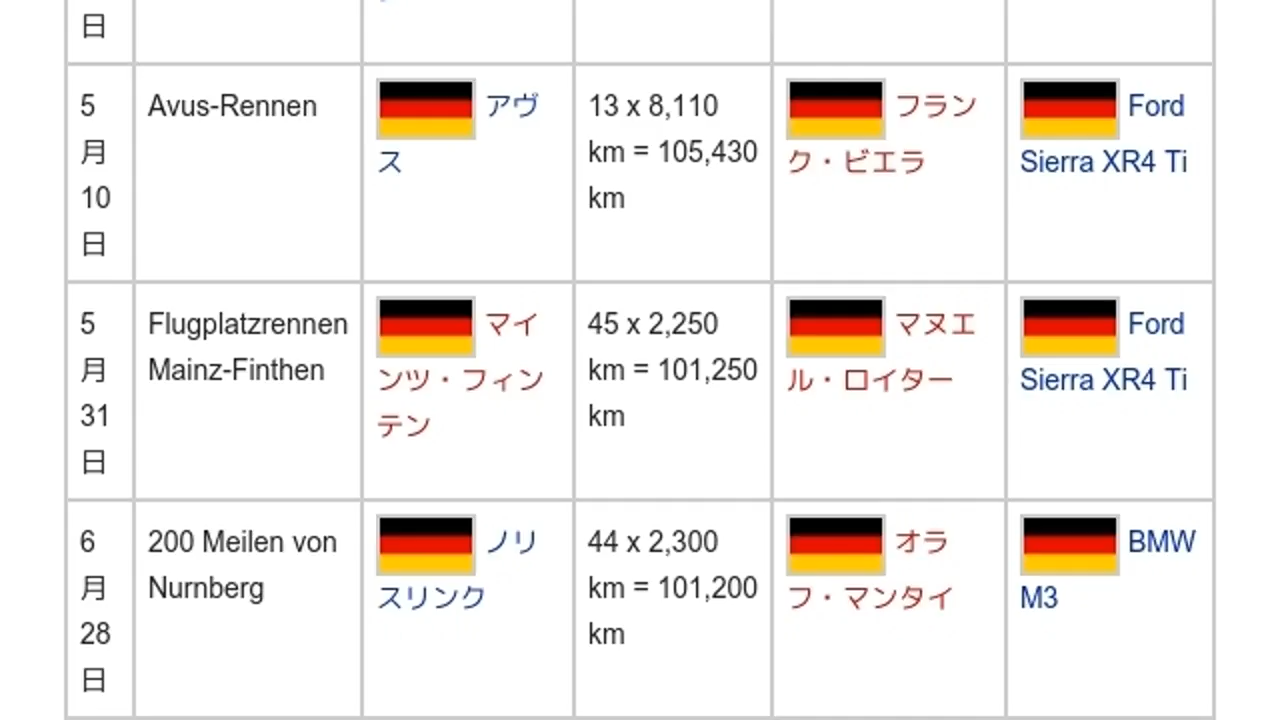 日
5
月
10
日
Avus-Rennen
アヴ
ス
13 x 8,110
km = 105,430
km
フラン
ク・ビエラ
Ford
Sierra XR4 Ti
5
月
31
日
Flugplatzrennen
Mainz-Finthen
マイ
ンツ・フィン
テン
45 x 2,250
km = 101,250
km
マヌエ
ル・ロイター
Ford
Sierra XR4 Ti
6
月
28
日
200 Meilen von
Nurnberg
ノリ
スリンク
44 x 2,300
km = 101,200
km
オラ
フ・マンタイ
BMW
M3